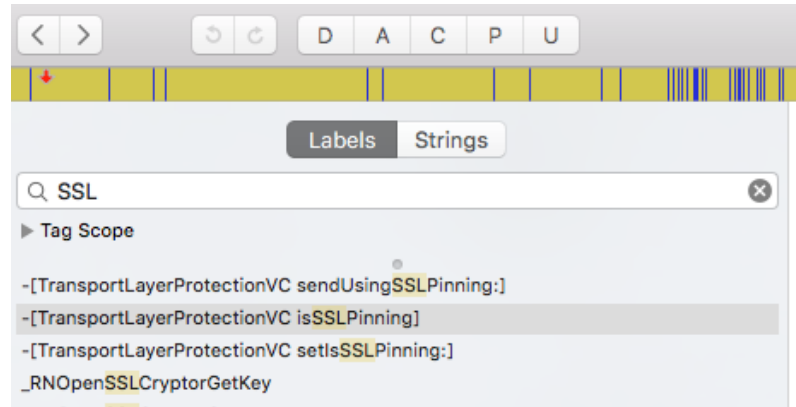 D A C P U
Labels Strings
SSL
Tag Scope
-[TransportLayerProtectionVC sendUsingSSLPinning:]
-[TransportLayerProtectionVC isSSLPinning]
-[TransportLayerProtectionVC setIsSSLPinning:]
_RNOpenSSLCryptorGetKey